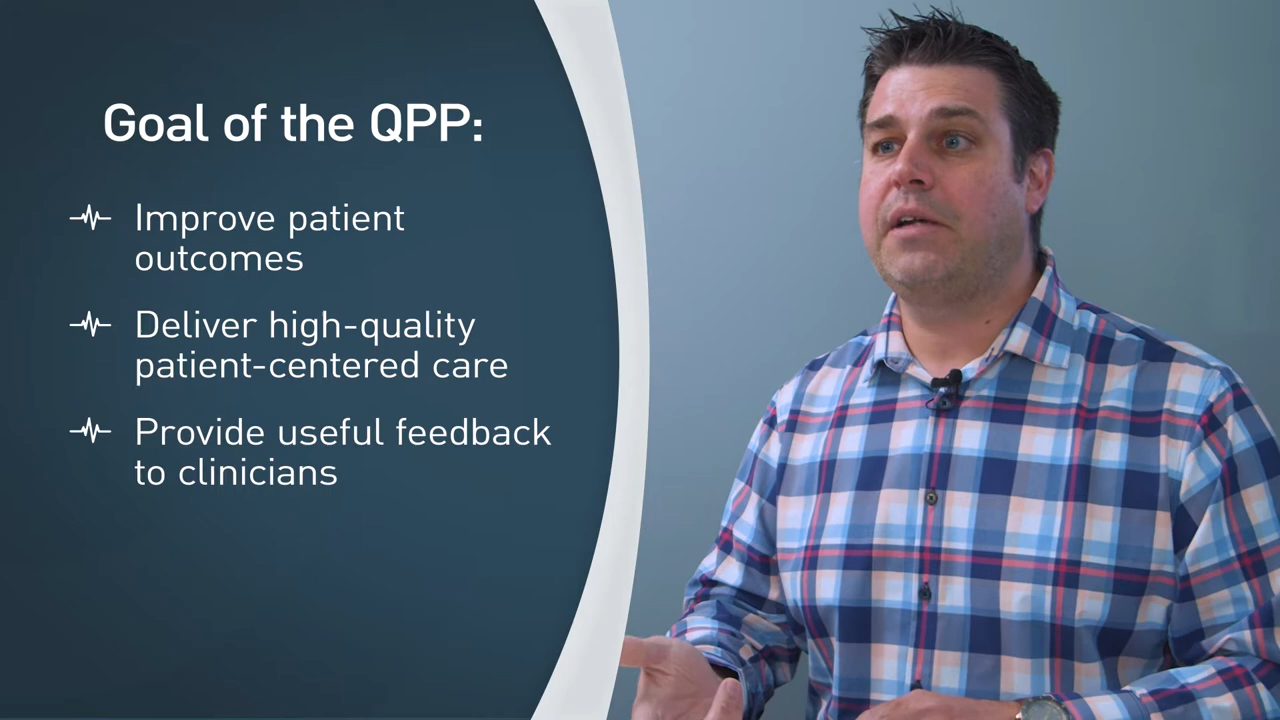 Goal of the QPP:
Improve patient
outcomes
Deliver high-quality
patient-centered care
Provide useful feedback
to clinicians